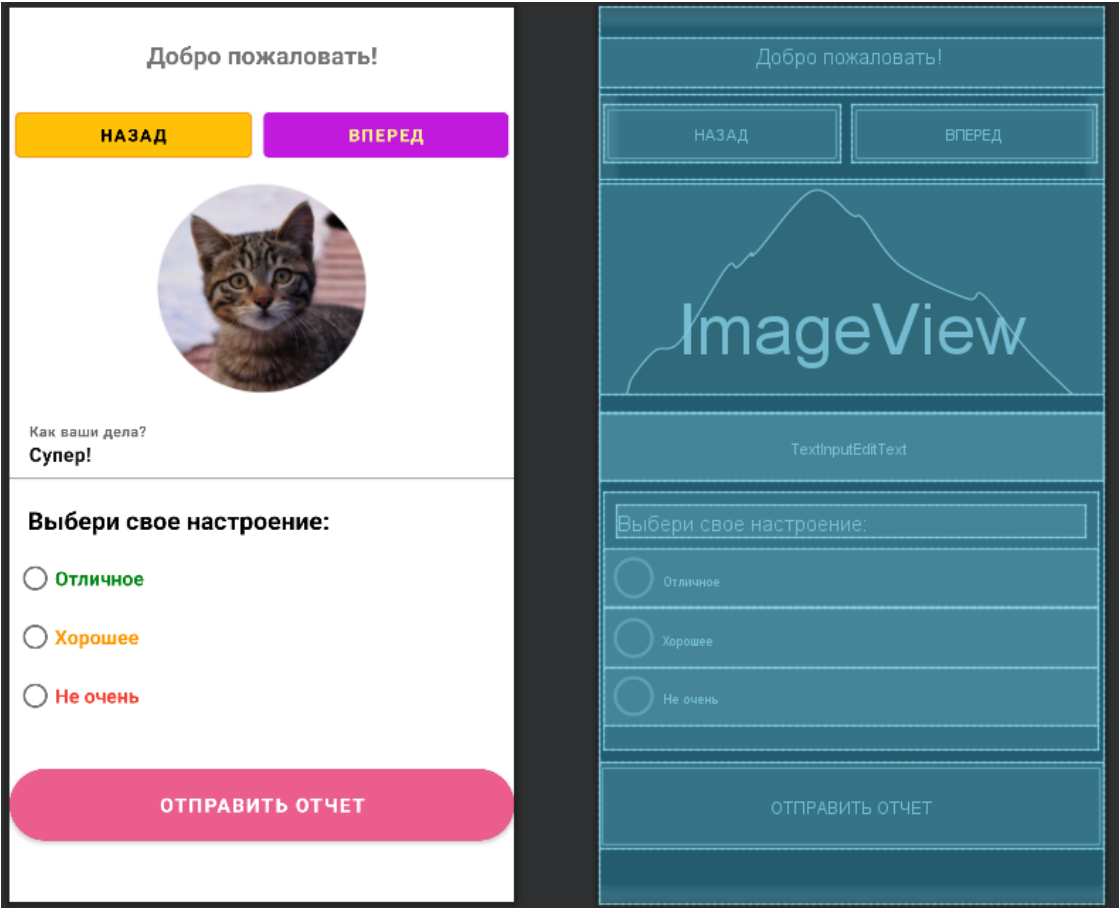 Добро пожаловать!
НАЗАД
ВПЕРЕД
Как ваши дела?
Супер!
Выбери свое настроение:
Отличное
Хорошее
Не очень
ОТПРАВИТЬ ОТЧЕТ
Добро пожаловать!
НАЗАД
ВПЕРЕД
ImageView
TextInputEditText
Выбери свое настроение:
Отличное
Хорошее
Не очень
ОТПРАВИТЬ ОТЧЕТ